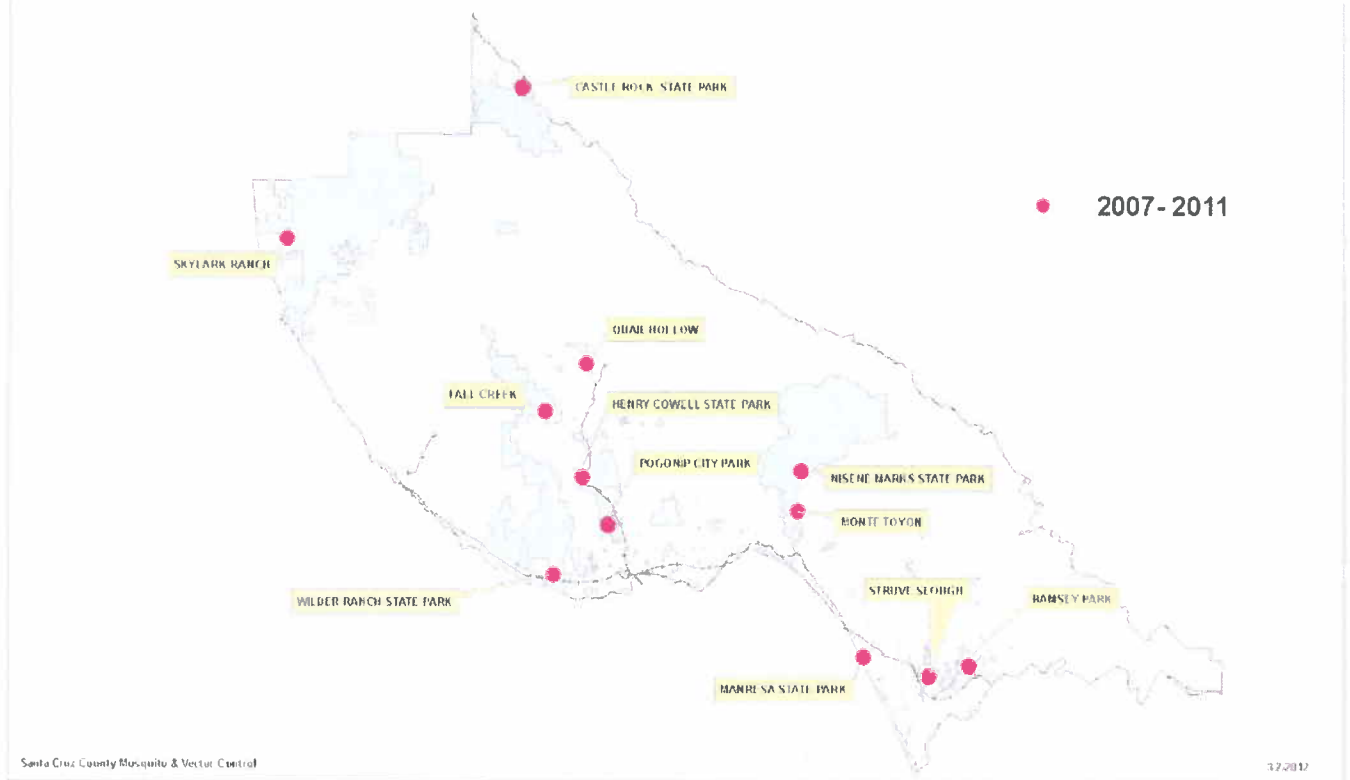 CASTLE ROCK STATE PARK
2007- 2011
SKYLARK RANCH
QUAIL HOLLOW
FALL CREEK
HENRY COWELL STATE PARK
POGONIP CITY PARK
NISENE MARKS STATE PARK
MONTE TOYON
STRUVE SLOUGH
RAMSEY PARK
WILDER RANCH STATE PARK
MANRESA STATE PARK
Santa Cruz County Mosquito & Vector Control